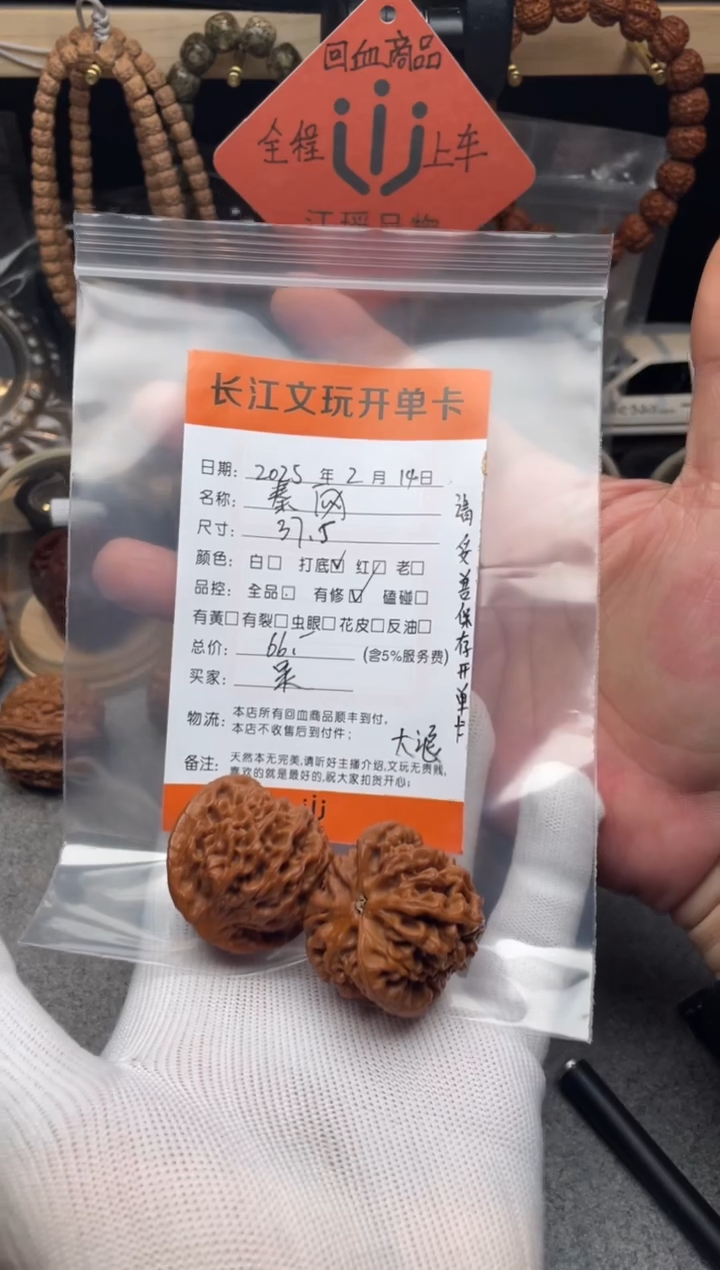 回血商品
全程 上车
长江文玩开单卡
日期: 2025 年 2 月 14日
名称: 秦网
尺寸: 37.5
颜色: 白□ 打底☑ 红□ 老□
品控: 全品□ 有修☑ 磕碰□
有黄□有裂□虫眼□花皮□反油□
总价: 66.- (含5%服务费)
买家:
物流: 本店所有回血商品顺丰到付,
本店不收售后到付件;
大浪
备注: 天然本无完美,请听好主播介绍,文玩无贵贱,
喜欢的就是最好的,祝大家扣货开心;
请妥善保存开单卡